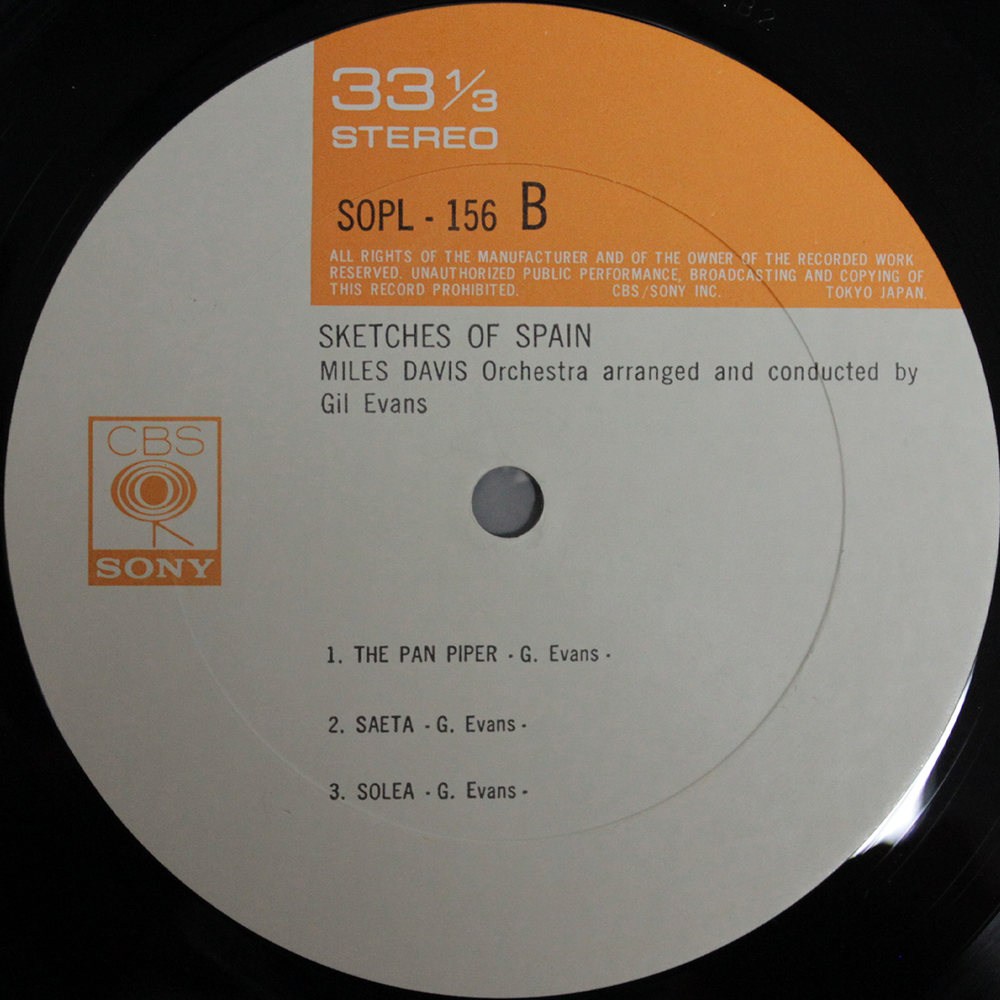 33 1/3
STEREO
SOPL - 156 B
ALL RIGHTS OF THE MANUFACTURER AND OF THE OWNER OF THE RECORDED WORK
RESERVED. UNAUTHORIZED PUBLIC PERFORMANCE, BROADCASTING AND COPYING OF
THIS RECORD PROHIBITED. CBS/SONY INC. TOKYO JAPAN.
SKETCHES OF SPAIN
MILES DAVIS Orchestra arranged and conducted by
Gil Evans
CBS
SONY
1. THE PAN PIPER - G. Evans -
2. SAETA - G. Evans -
3. SOLEA - G. Evans -